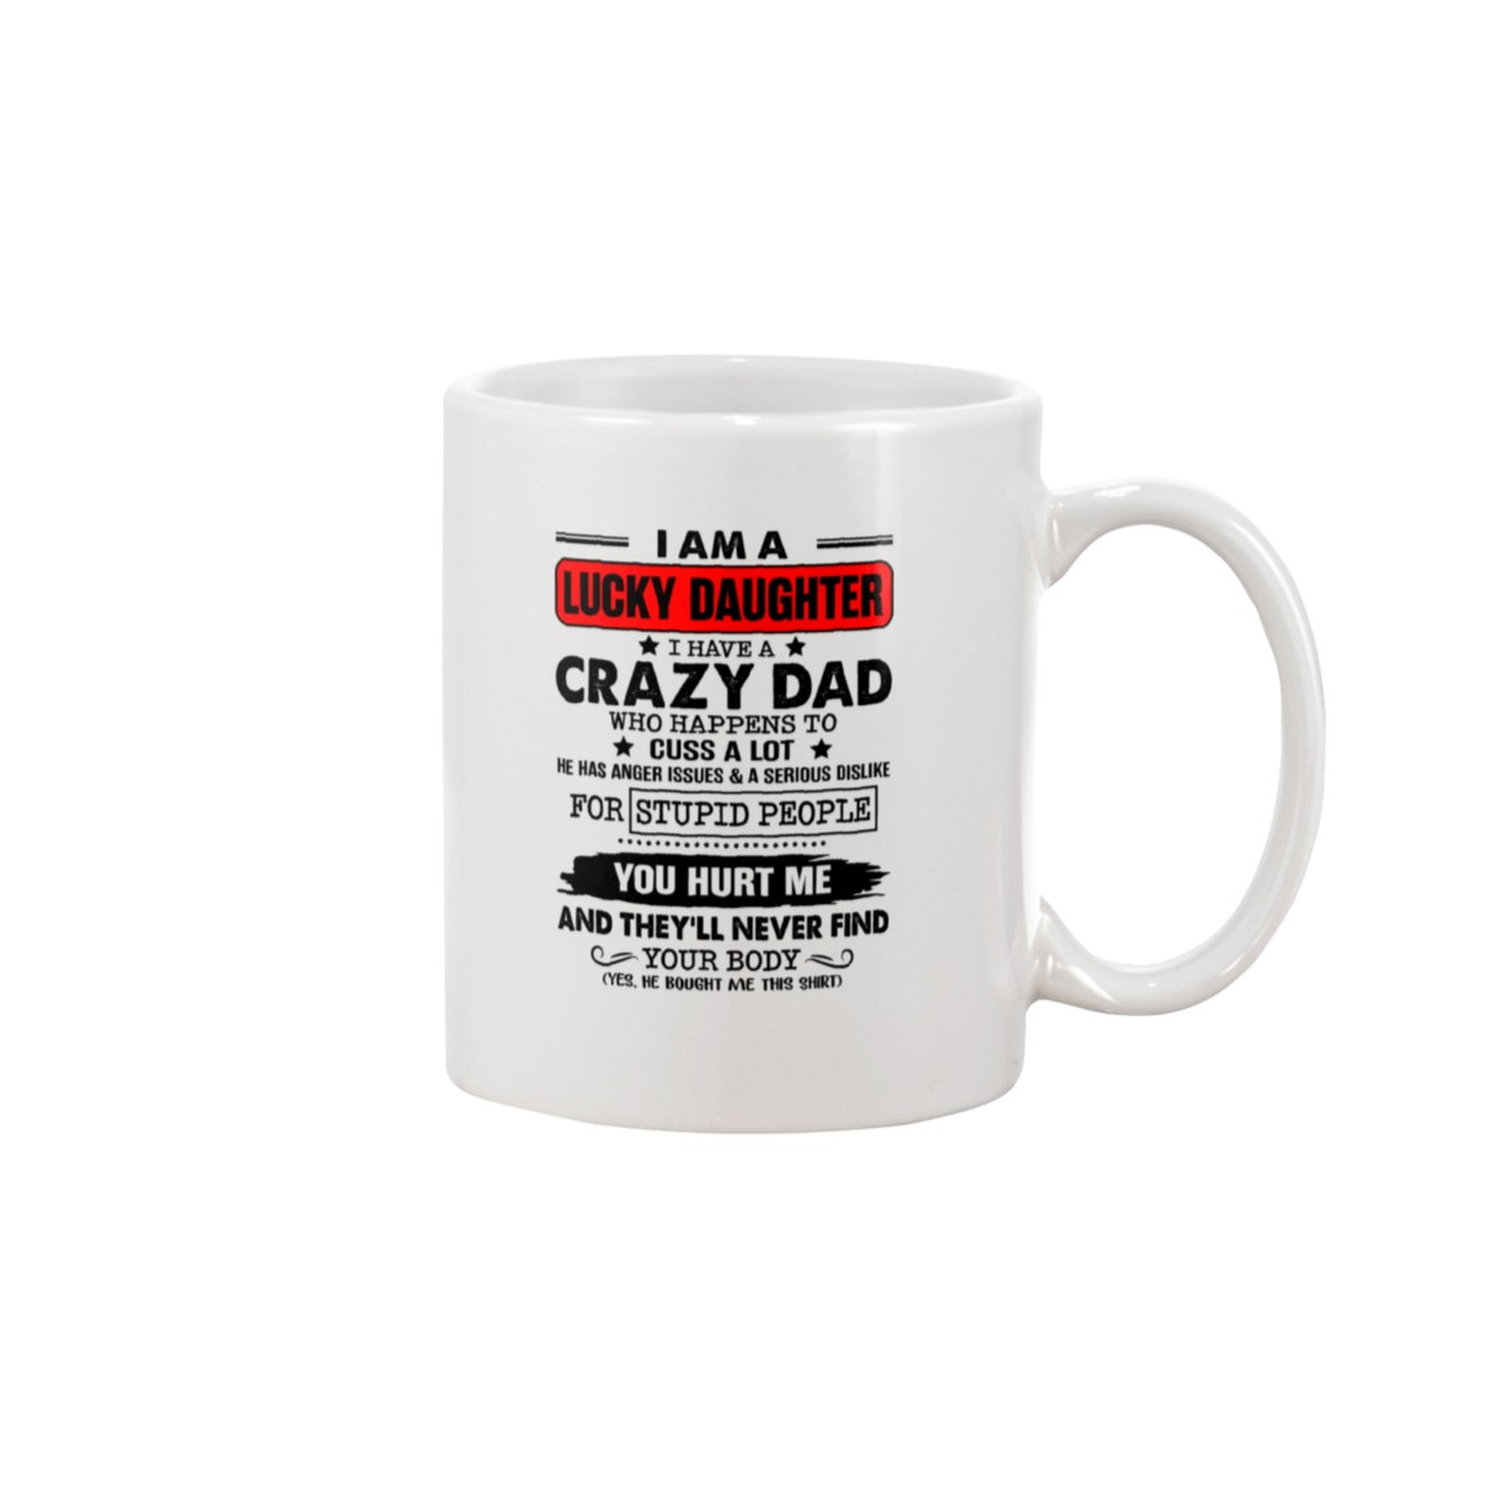 I AM A
LUCKY DAUGHTER
I HAVE A
CRAZY DAD
WHO HAPPENS TO
CUSS A LOT
HE HAS ANGER ISSUES & A SERIOUS DISLIKE
FOR STUPID PEOPLE
YOU HURT ME
AND THEY'LL NEVER FIND
YOUR BODY
(YES, HE BOUGHT ME THIS SHIRT)